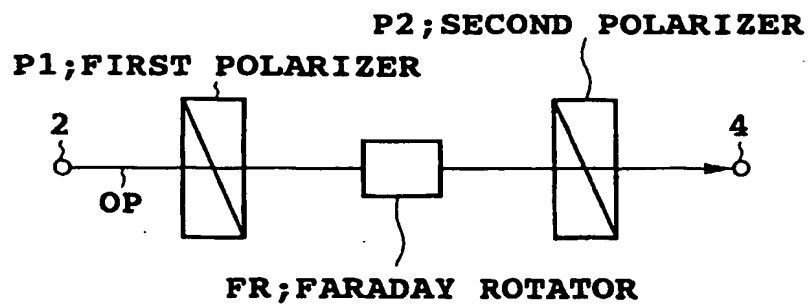 P2;SECOND POLARIZER
P1;FIRST POLARIZER
2
4
OP
FR;FARADAY ROTATOR